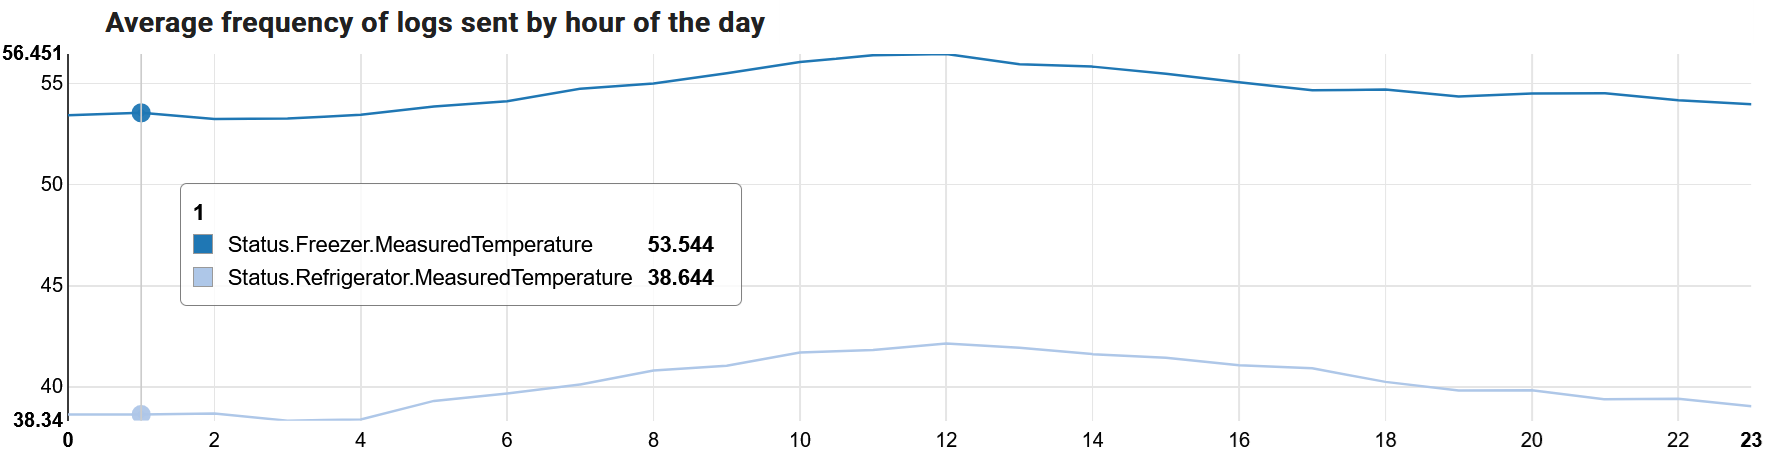 Average frequency of logs sent by hour of the day
56.451
55
50
45
40
38.34
1
Status.Freezer.MeasuredTemperature 53.544
Status.Refrigerator.MeasuredTemperature 38.644
0 2 4 6 8 10 12 14 16 18 20 22 23